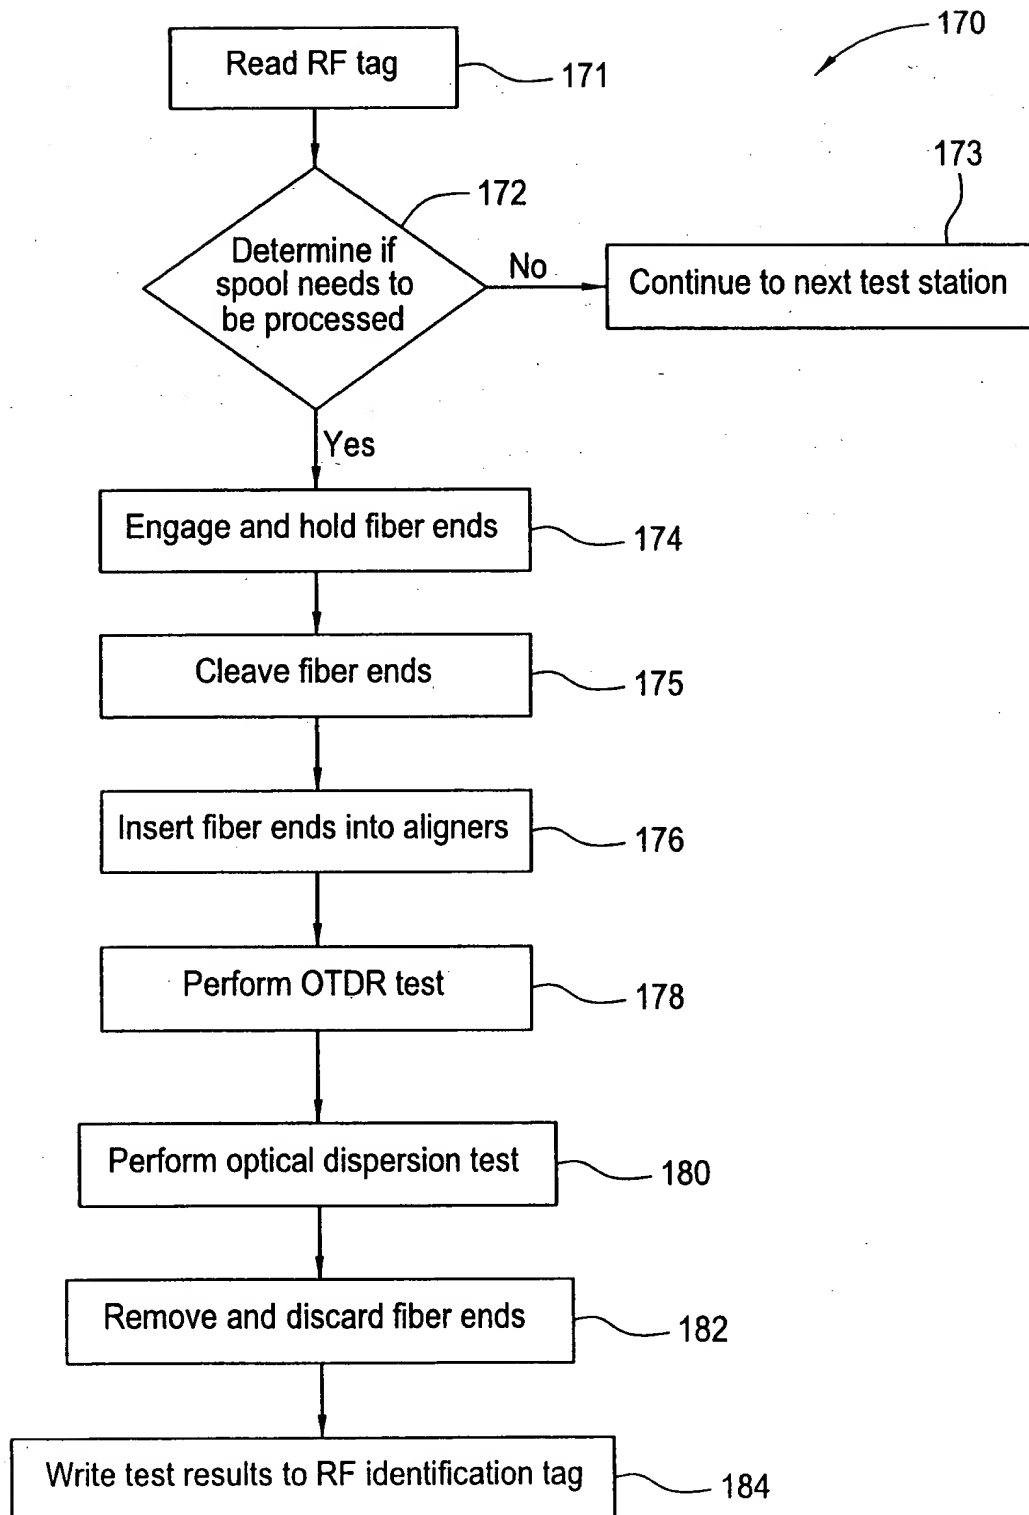 170
Read RF tag
171
172
173
Determine if
spool needs to
be processed
No
Continue to next test station
Yes
Engage and hold fiber ends
174
Cleave fiber ends
175
Insert fiber ends into aligners
176
Perform OTDR test
178
Perform optical dispersion test
180
Remove and discard fiber ends
182
Write test results to RF identification tag
184